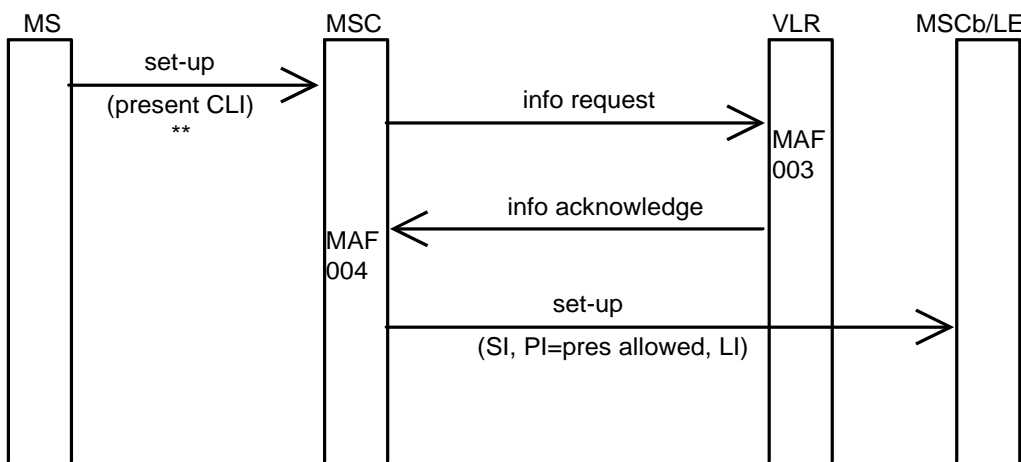 MS
MSC
VLR
MSCb/LE
set-up
(present CLI)
**
info request
MAF
003
info acknowledge
MAF
004
set-up
(SI, PI=pres allowed, LI)